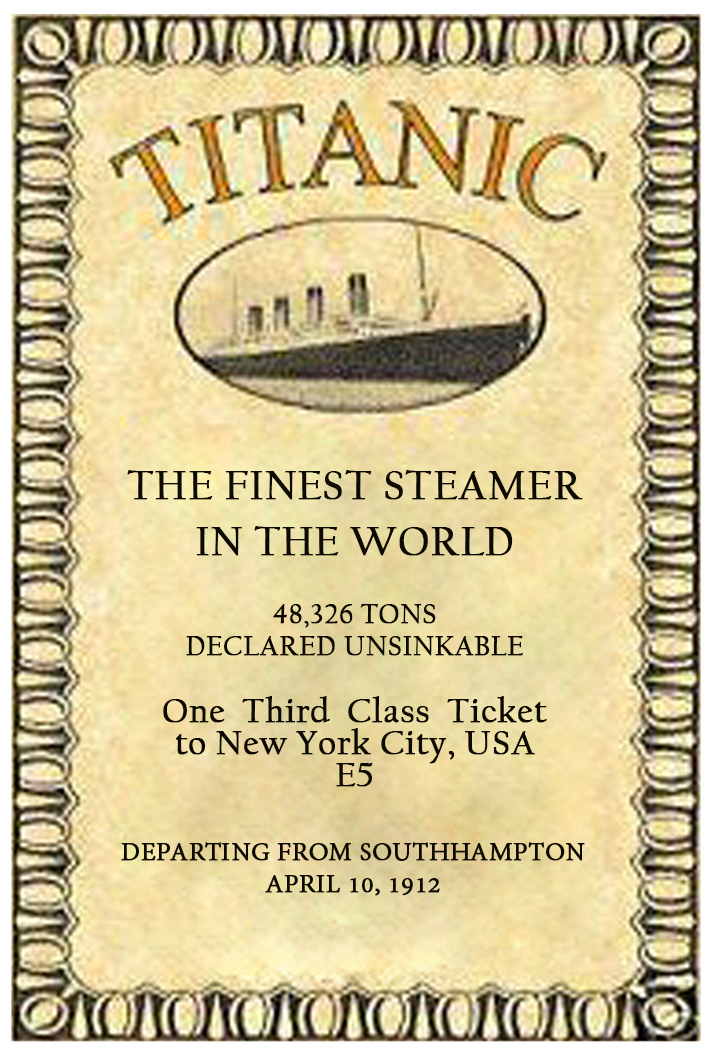 TITANIC
THE FINEST STEAMER
IN THE WORLD
48,326 TONS
DECLARED UNSINKABLE
One Third Class Ticket
to New York City, USA
E5
DEPARTING FROM SOUTHHAMPTON
APRIL 10, 1912